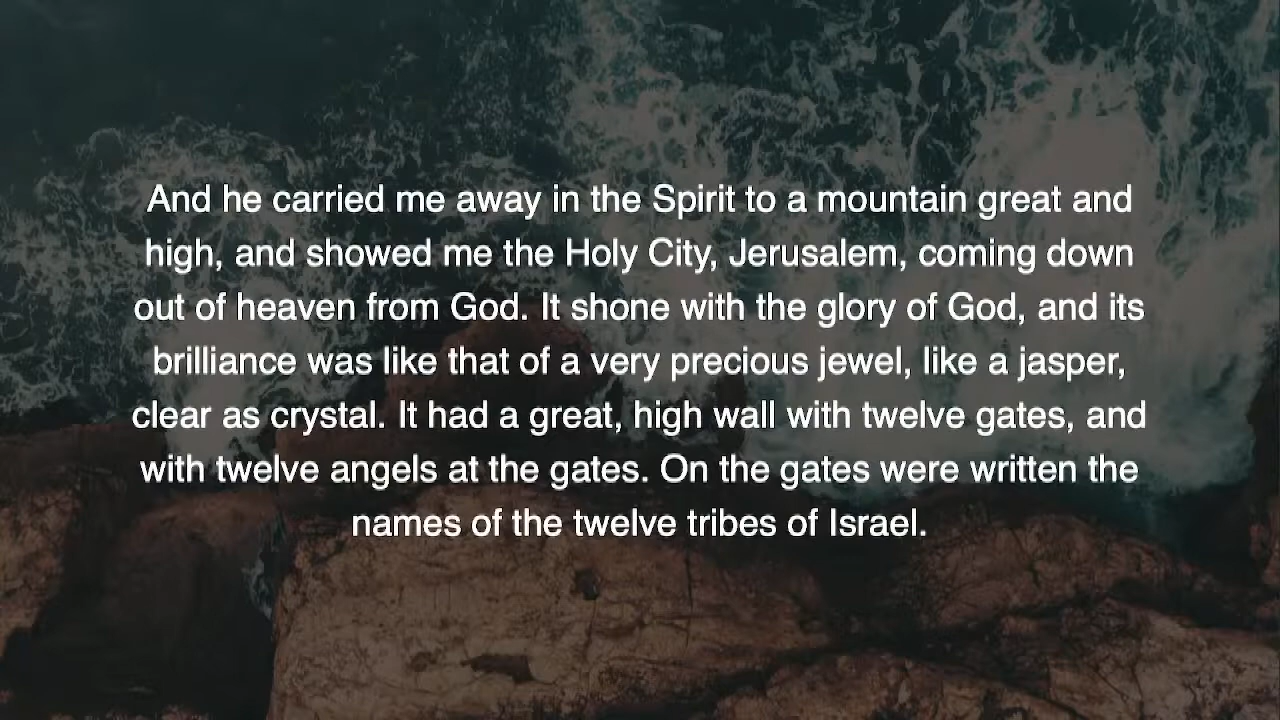 And he carried me away in the Spirit to a mountain great and
high, and showed me the Holy City, Jerusalem, coming down
out of heaven from God. It shone with the glory of God, and its
brilliance was like that of a very precious jewel, like a jasper,
clear as crystal. It had a great, high wall with twelve gates, and
with twelve angels at the gates. On the gates were written the
names of the twelve tribes of Israel.